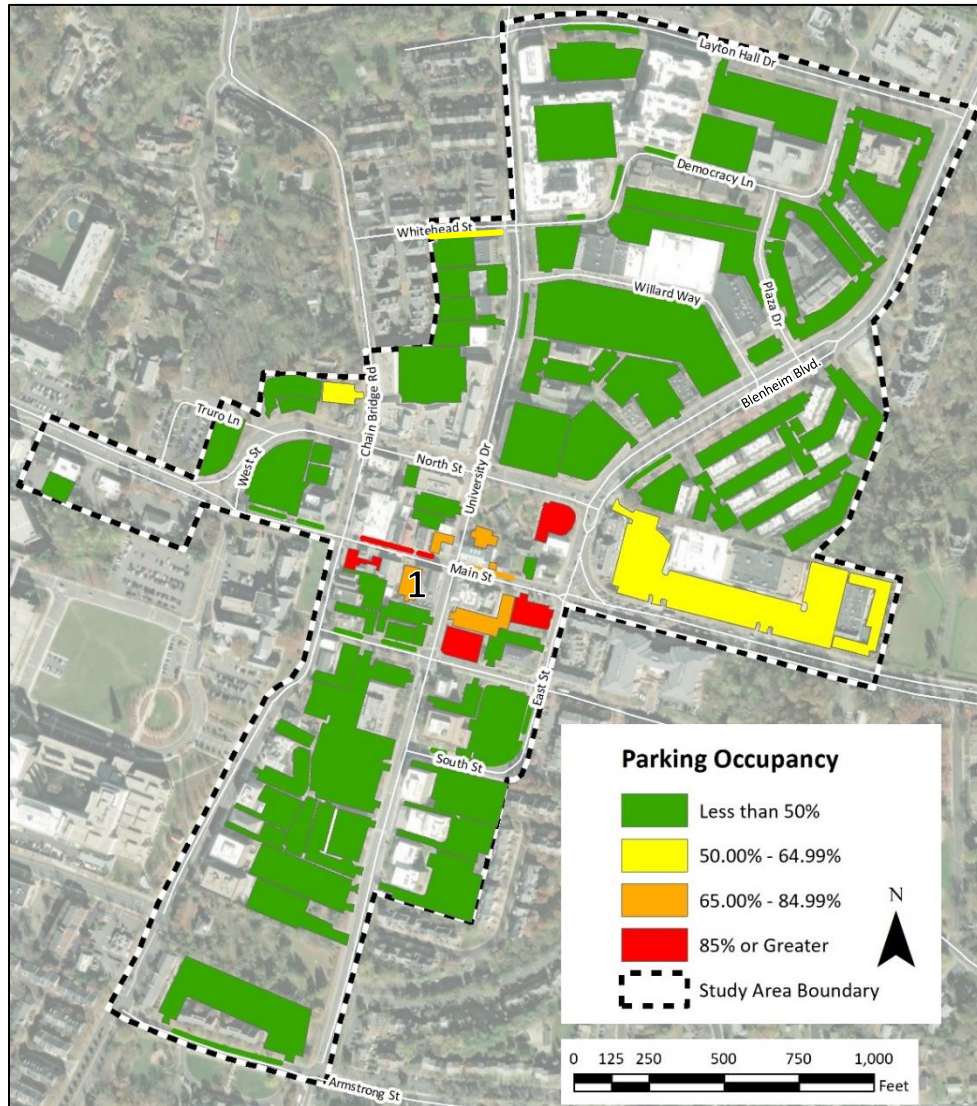 Layton Hall Dr
Democracy Ln
Whitehead St
Willard Way
Plaza Dr
Blenheim Blvd.
Chain Bridge Rd
Truro Ln
West St
North St
University Dr
Main St
1
East St
South St
Armstrong St
Parking Occupancy
Less than 50%
50.00% - 64.99%
65.00% - 84.99%
85% or Greater
Study Area Boundary
N
0 125 250 500 750 1,000
Feet